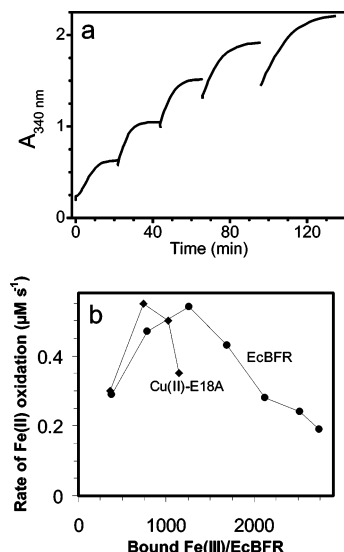 a
2
1
0
A340 nm
0 40 80 120
Time (min)
b
0.4
0.2
0
Rate of Fe(II) oxidation (µM s-1)
EcBFR
Cu(II)-E18A
0 1000 2000
Bound Fe(III)/EcBFR